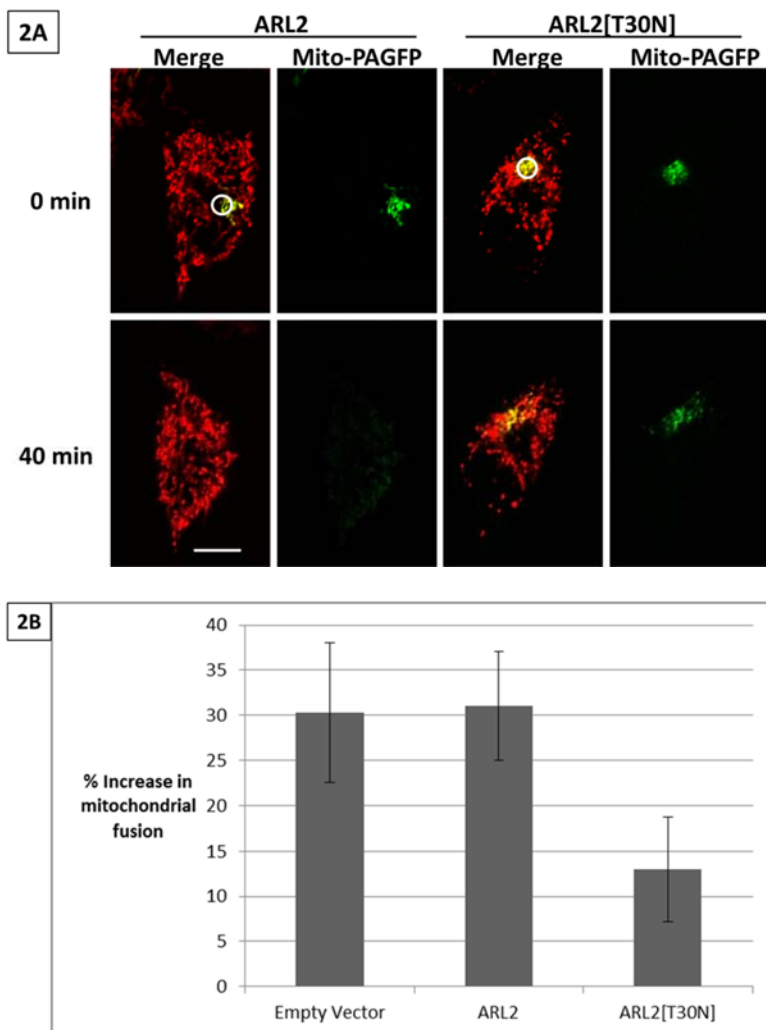 2A
ARL2 ARL2[T30N]
Merge Mito-PAGFP Merge Mito-PAGFP
0 min
40 min
2B
40
35
30
25
20
15
10
5
0
% Increase in
mitochondrial
fusion
Empty Vector ARL2 ARL2[T30N]